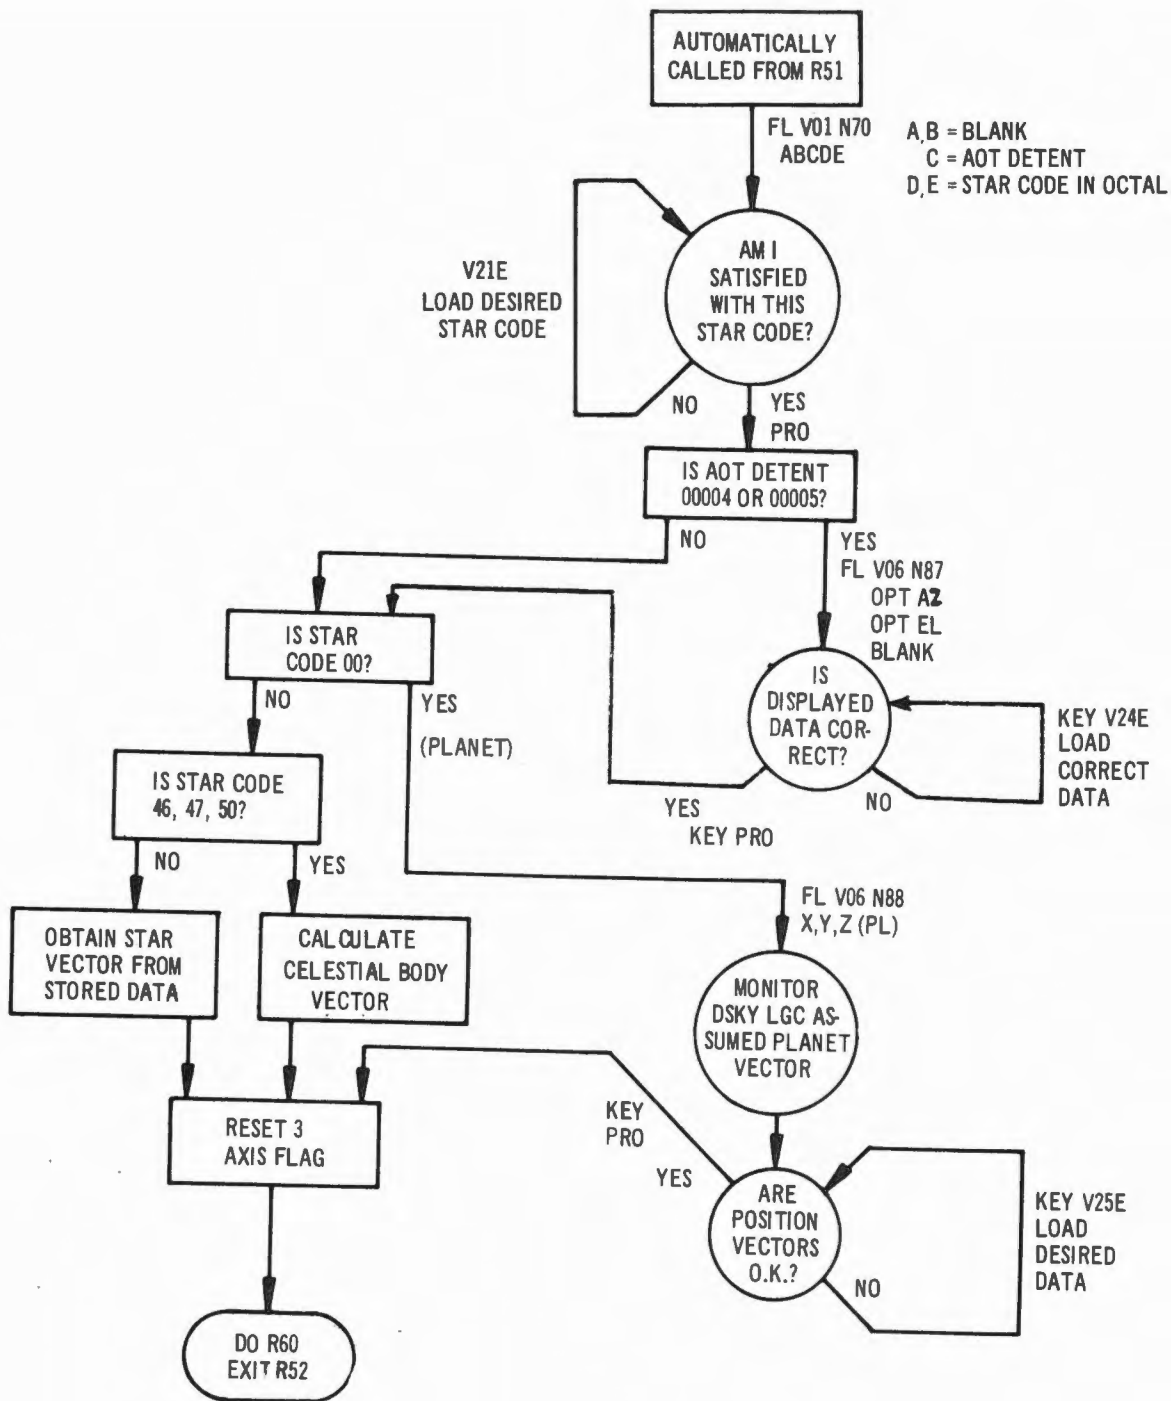 AUTOMATICALLY
CALLED FROM R51
FL V01 N70
ABCDE
A,B = BLANK
C = AOT DETENT
D,E = STAR CODE IN OCTAL
AM I
SATISFIED
WITH THIS
STAR CODE?
V21E
LOAD DESIRED
STAR CODE
NO
YES
PRO
IS AOT DETENT
00004 OR 00005?
NO
YES
FL V06 N87
OPT AZ
OPT EL
BLANK
IS STAR
CODE 00?
NO
YES
(PLANET)
IS
DISPLAYED
DATA COR-
RECT?
KEY V24E
LOAD
CORRECT
DATA
NO
YES
KEY PRO
IS STAR CODE
46, 47, 50?
NO
YES
FL V06 N88
X,Y,Z (PL)
OBTAIN STAR
VECTOR FROM
STORED DATA
CALCULATE
CELESTIAL BODY
VECTOR
MONITOR
DSKY LGC AS-
SUMED PLANET
VECTOR
RESET 3
AXIS FLAG
KEY
PRO
YES
ARE
POSITION
VECTORS
O.K.?
NO
KEY V25E
LOAD
DESIRED
DATA
DO R60
EXIT R52